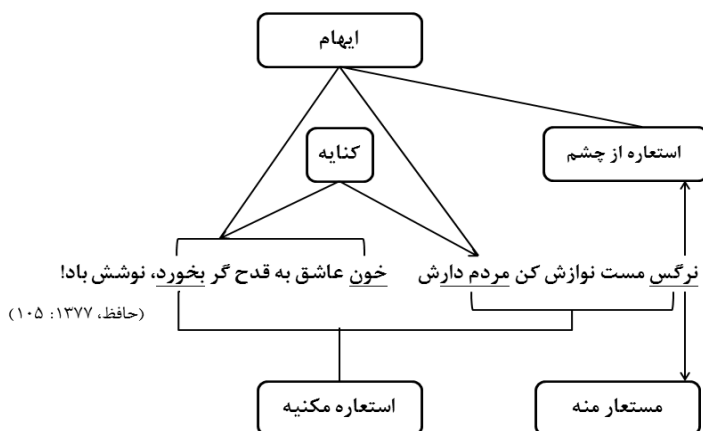 ایهام
کنایه
استعاره از چشم
نرگس مست نوازش کن مردم دارش خون عاشق به قدح گر بخورد، نوشش باد!
(حافظ، ۱۳۷۷: ۱۰۵)
مستعار منه
استعاره مکنیه